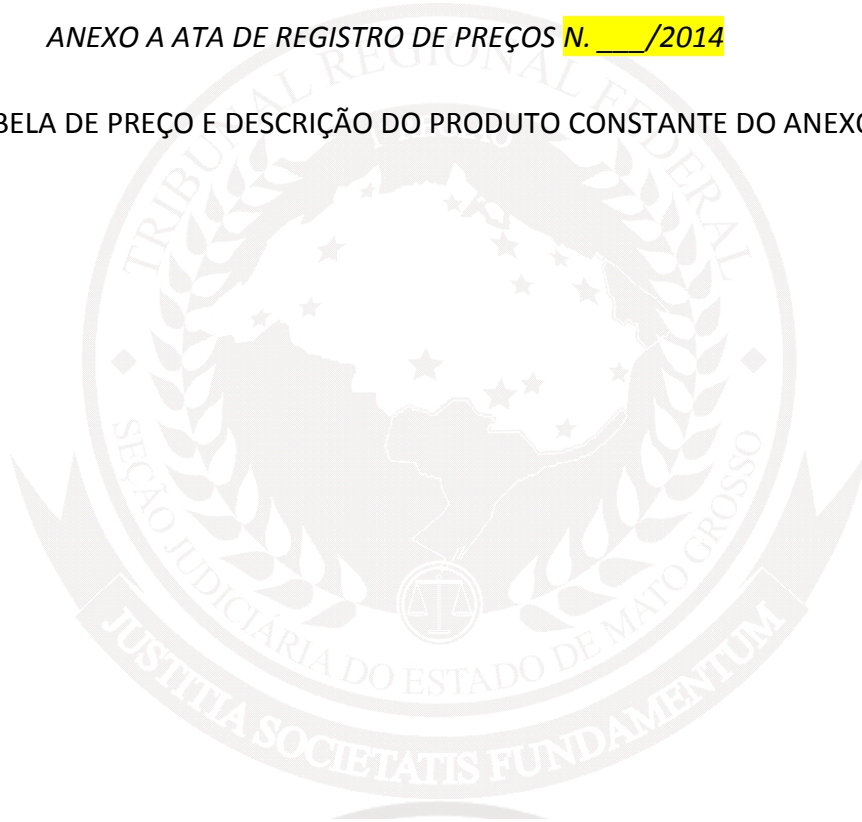 ANEXO A ATA DE REGISTRO DE PREÇOS N. ___/2014
BELA DE PREÇO E DESCRIÇÃO DO PRODUTO CONSTANTE DO ANEXO
TRIBUNAL REGIONAL FEDERAL
SEÇÃO JUDICIÁRIA DO ESTADO DE MATO GROSSO
JUSTITIA SOCIETATIS FUNDAMENTUM